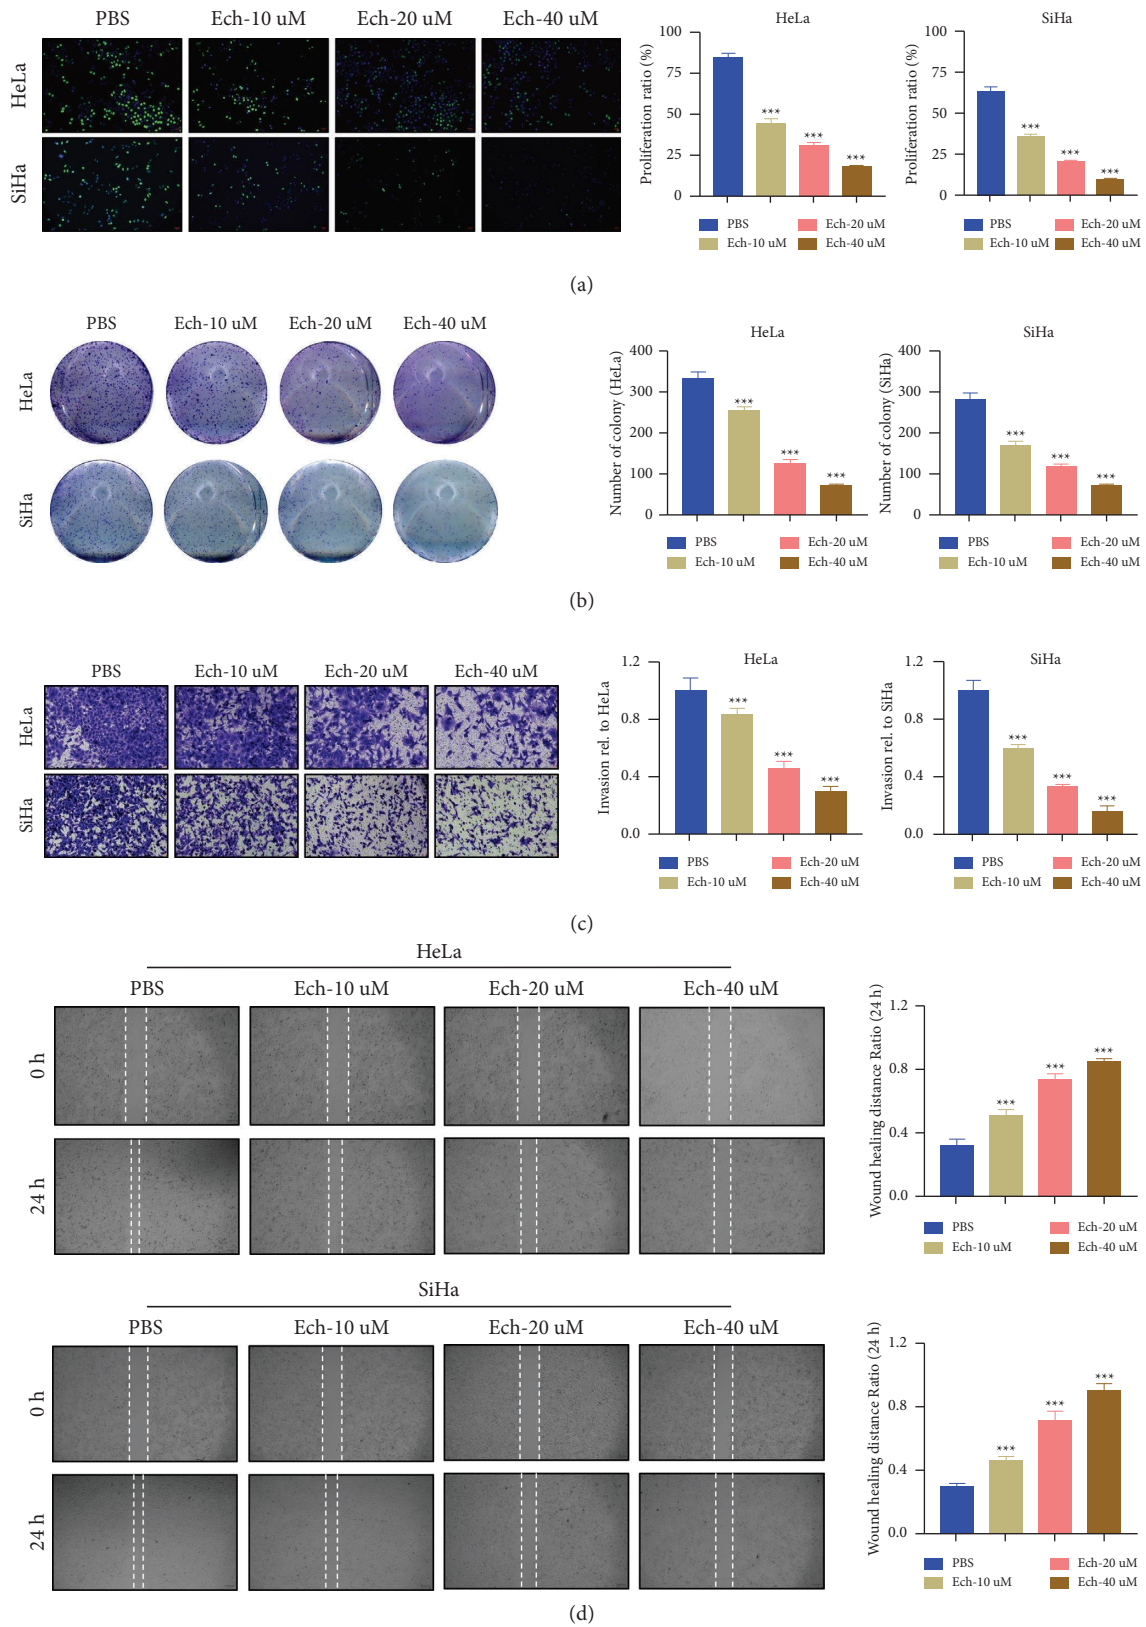 PBS Ech-10 uM Ech-20 uM Ech-40 uM
HeLa
SiHa
HeLa
Proliferation ratio (%)
100
75
50
25
0
*** *** ***
PBS Ech-20 uM
Ech-10 uM Ech-40 uM
SiHa
Proliferation ratio (%)
100
75
50
25
0
*** *** ***
PBS Ech-20 uM
Ech-10 uM Ech-40 uM
(a)
PBS Ech-10 uM Ech-20 uM Ech-40 uM
HeLa
SiHa
HeLa
Number of colony (HeLa)
400
300
200
100
0
*** *** ***
PBS Ech-20 uM
Ech-10 uM Ech-40 uM
SiHa
Number of colony (SiHa)
400
300
200
100
0
*** *** ***
PBS Ech-20 uM
Ech-10 uM Ech-40 uM
(b)
PBS Ech-10 uM Ech-20 uM Ech-40 uM
HeLa
SiHa
HeLa
Invasion rel. to HeLa
1.2
0.8
0.4
0.0
*** *** ***
PBS Ech-20 uM
Ech-10 uM Ech-40 uM
SiHa
Invasion rel. to SiHa
1.2
0.8
0.4
0.0
*** *** ***
PBS Ech-20 uM
Ech-10 uM Ech-40 uM
(c)
HeLa
PBS Ech-10 uM Ech-20 uM Ech-40 uM
0 h
24 h
Wound healing distance Ratio (24 h)
1.2
0.8
0.4
0.0
*** *** ***
PBS Ech-20 uM
Ech-10 uM Ech-40 uM
SiHa
PBS Ech-10 uM Ech-20 uM Ech-40 uM
0 h
24 h
Wound healing distance Ratio (24 h)
1.2
0.8
0.4
0.0
*** *** ***
PBS Ech-20 uM
Ech-10 uM Ech-40 uM
(d)